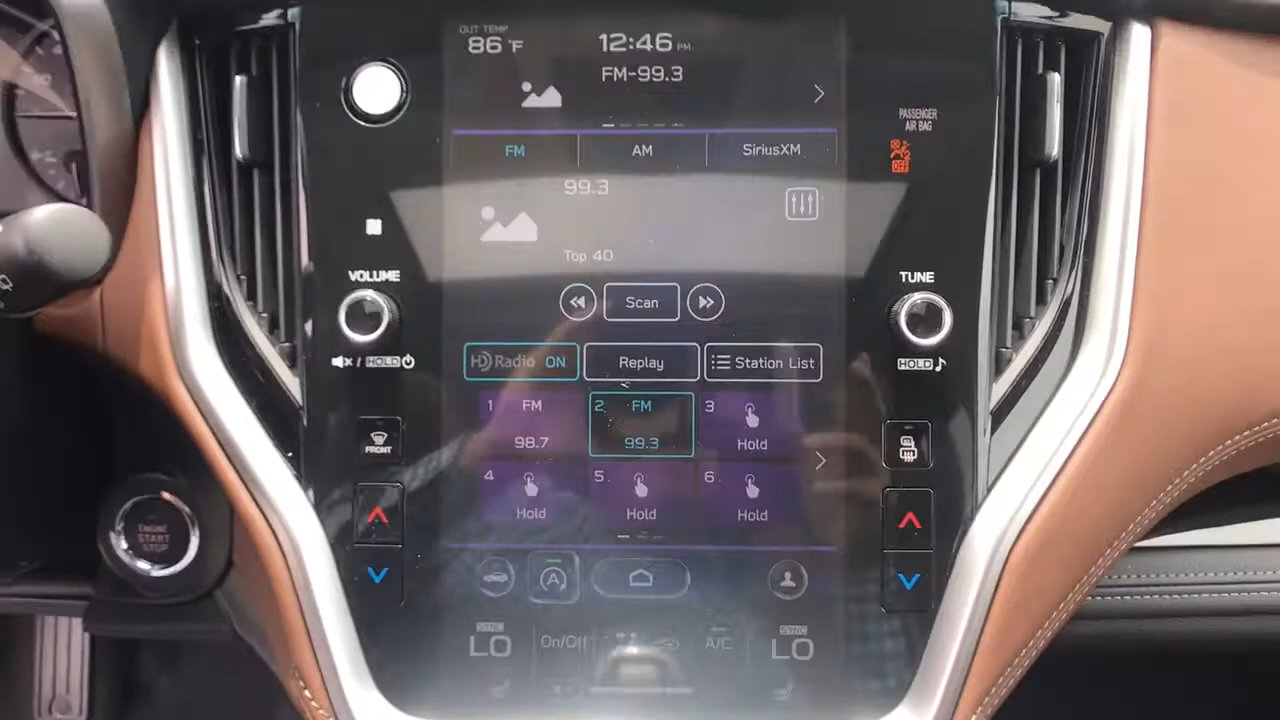 OUT TEMP
86°F
12:46 PM
FM-99.3
PASSENGER
AIR BAG
OFF
FM AM SiriusXM
99.3
Top 40
VOLUME
TUNE
Scan
HOLD
HOLD
HD Radio ON
Replay
Station List
1 FM
98.7
2 FM
99.3
3
Hold
FRONT
4
Hold
5
Hold
6
Hold
ENGINE
START
STOP
A
SYNC
LO
On/Off
A/C
SYNC
LO